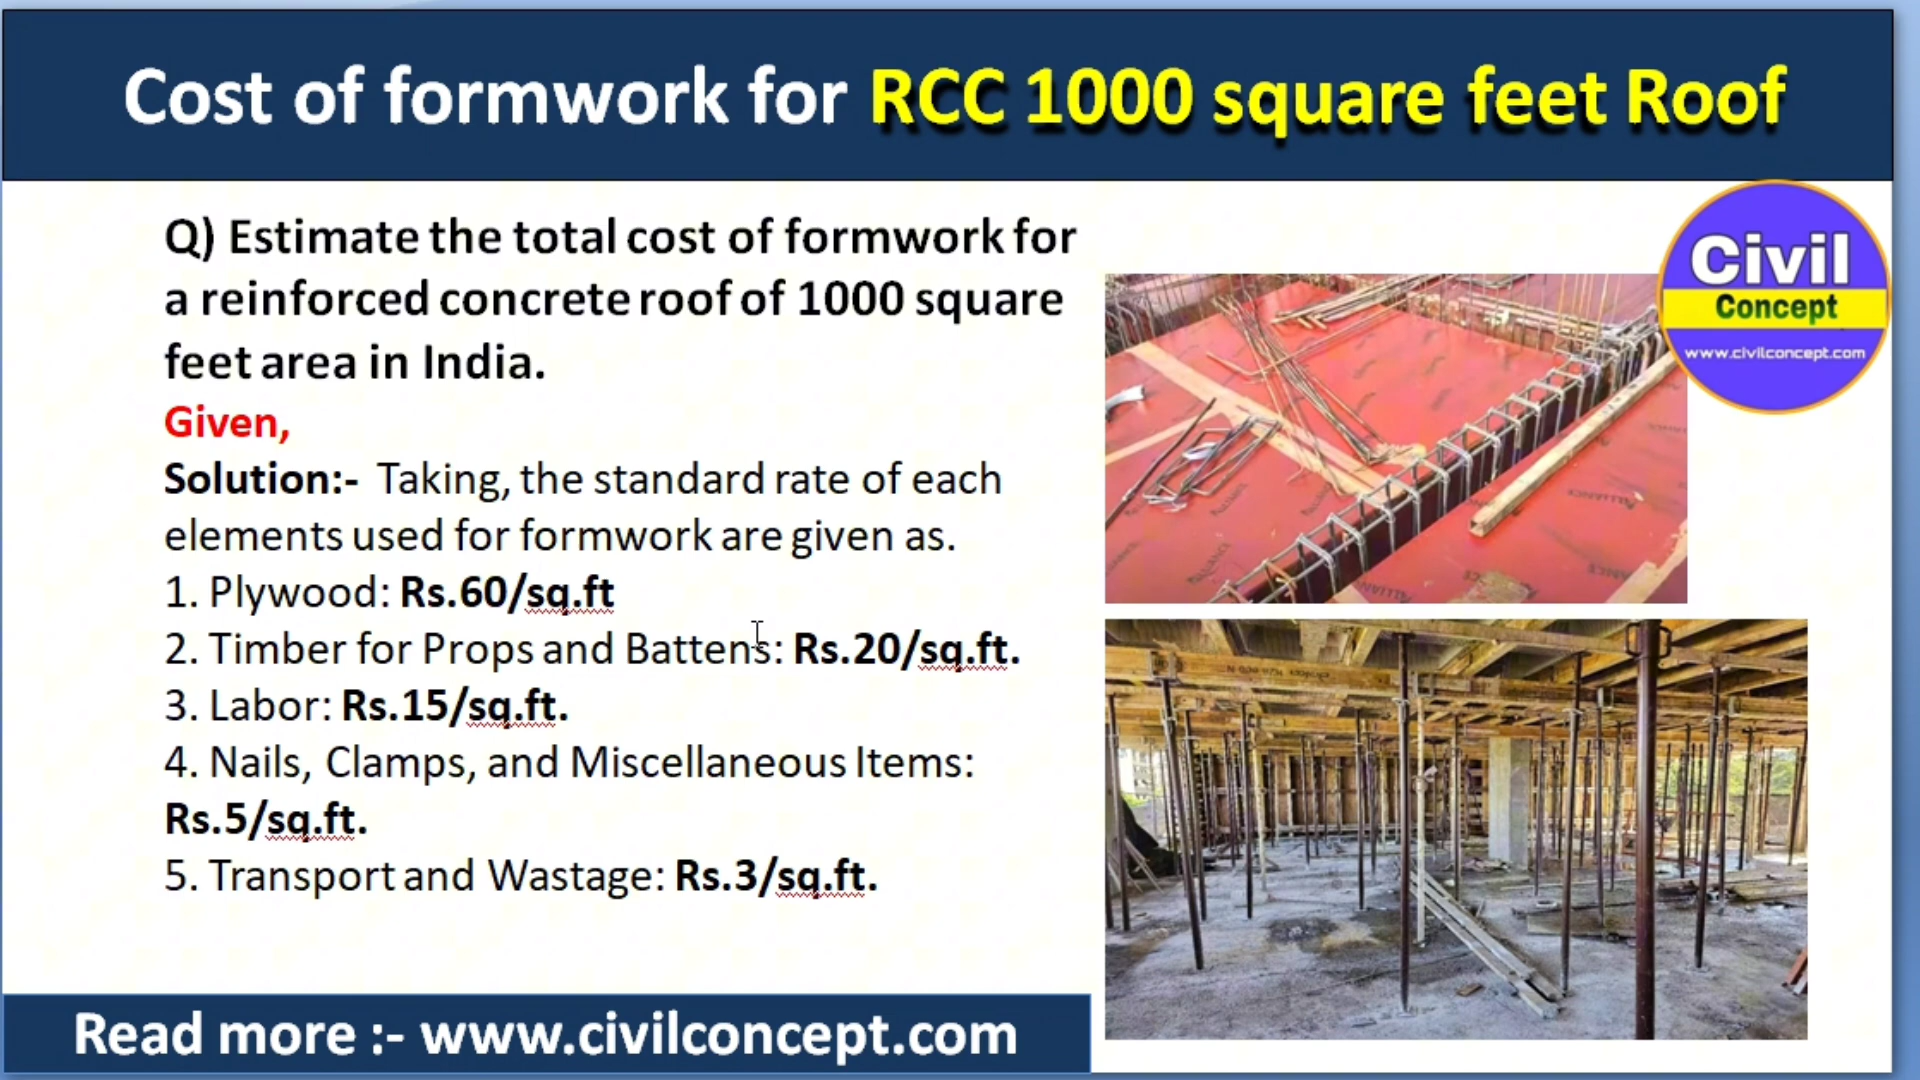 Cost of formwork for RCC 1000 square feet Roof
Civil
Concept
www.civilconcept.com
Q) Estimate the total cost of formwork for
a reinforced concrete roof of 1000 square
feet area in India.
Given,
Solution:- Taking, the standard rate of each
elements used for formwork are given as.
1. Plywood: Rs.60/sq.ft
2. Timber for Props and Battens: Rs.20/sq.ft.
3. Labor: Rs.15/sq.ft.
4. Nails, Clamps, and Miscellaneous Items:
Rs.5/sq.ft.
5. Transport and Wastage: Rs.3/sq.ft.
ALLIANCE
ALLIANCE
Read more :- www.civilconcept.com